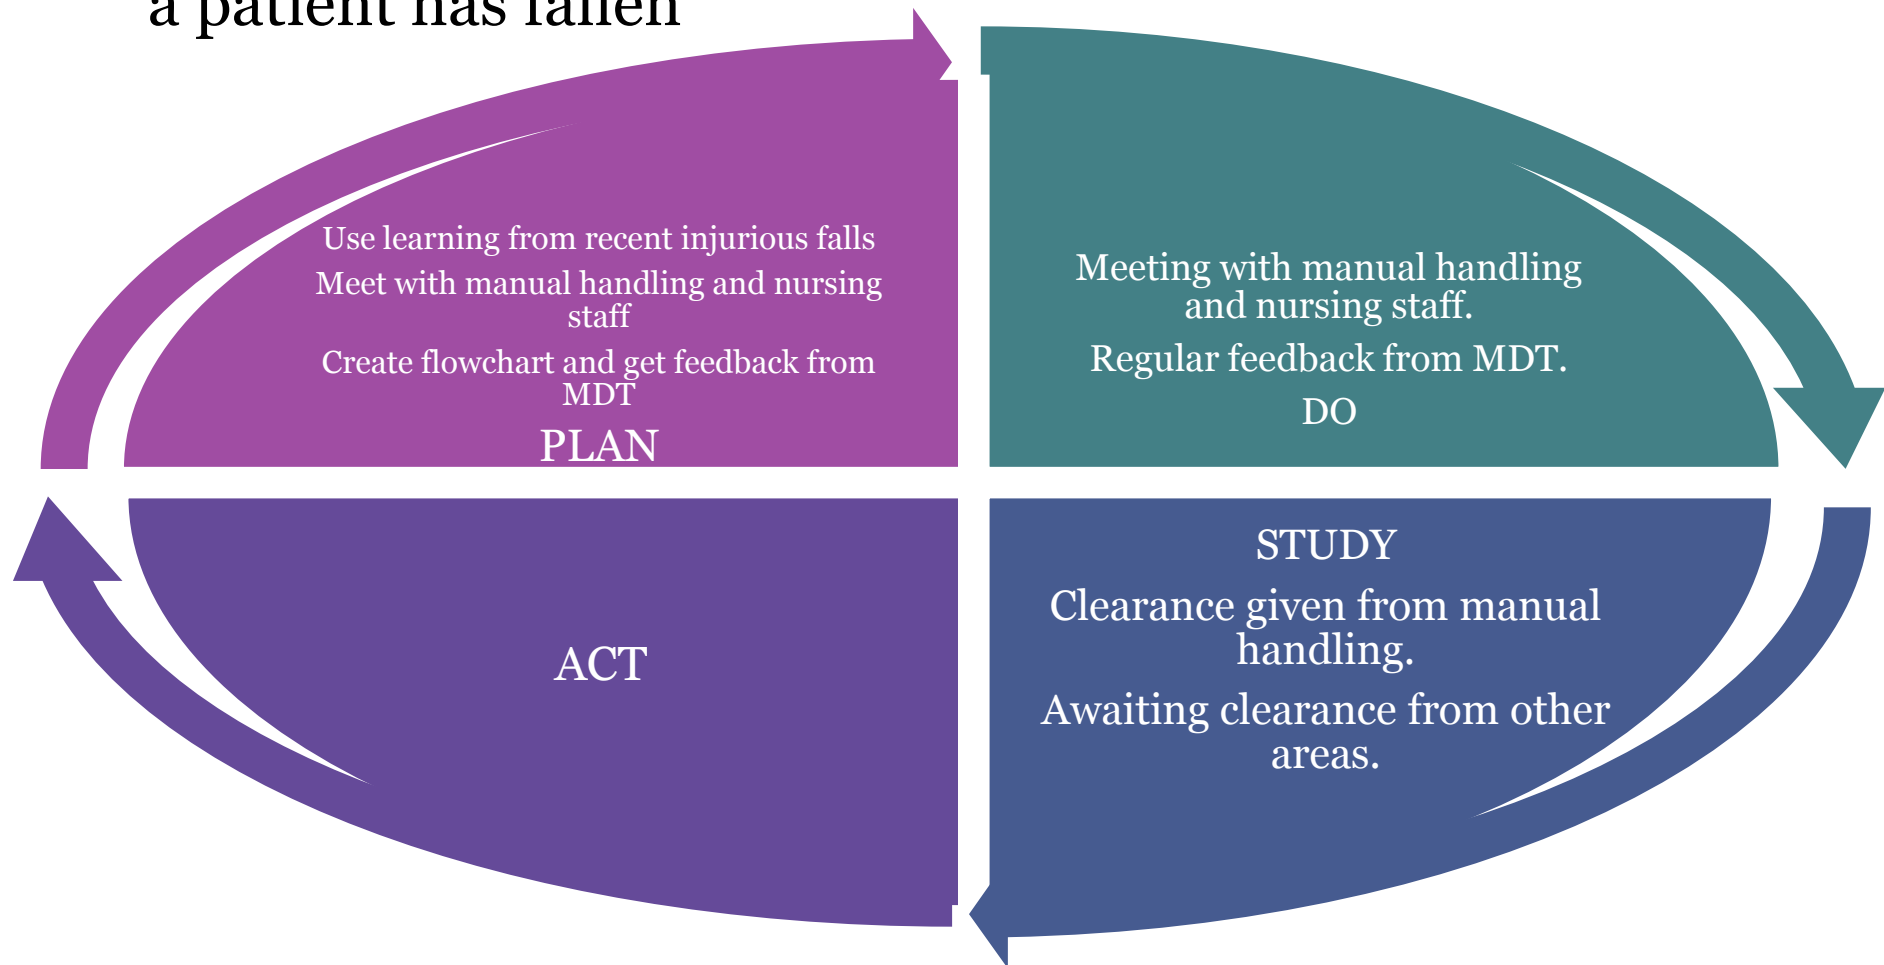 a patient has fallen
Use learning from recent injurious falls
Meet with manual handling and nursing
staff
Create flowchart and get feedback from
MDT
PLAN
Meeting with manual handling
and nursing staff.
Regular feedback from MDT.
DO
ACT
STUDY
Clearance given from manual
handling.
Awaiting clearance from other
areas.